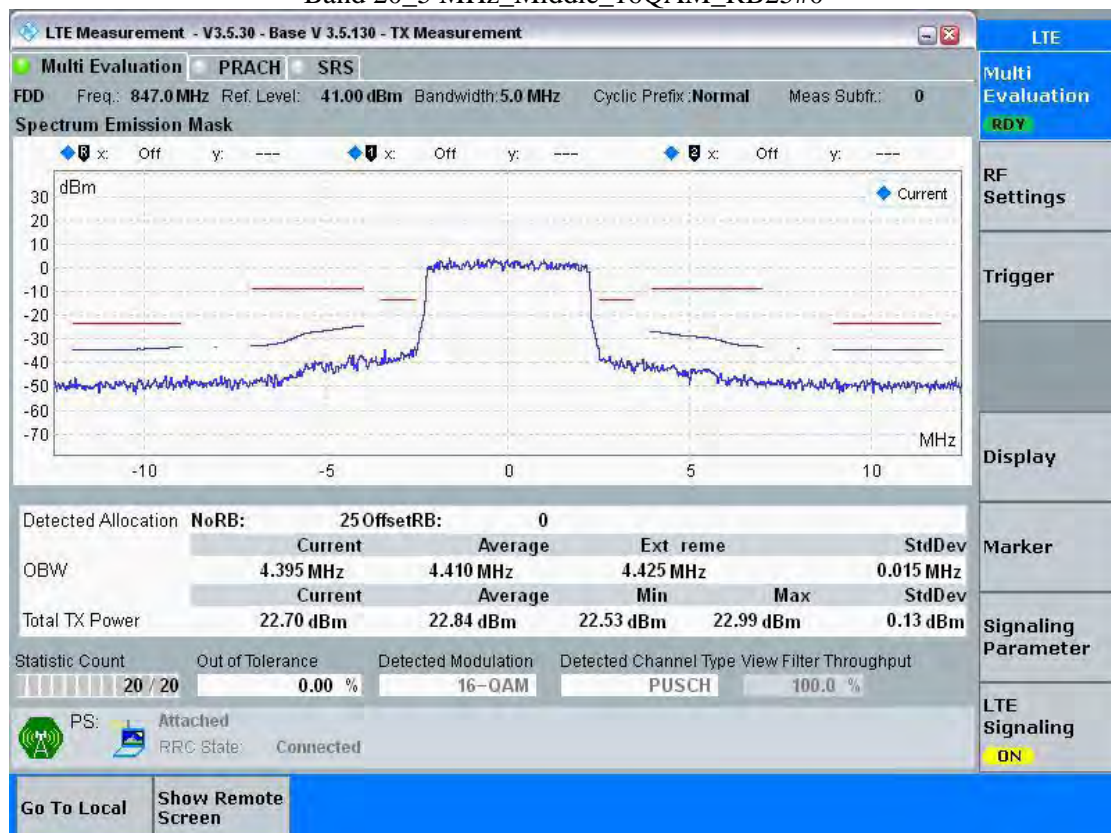 LTE Measurement - V3.5.30 - Base V 3.5.130 - TX Measurement
LTE
Multi Evaluation PRACH SRS
Multi Evaluation
RDY
FDD Freq.: 847.0 MHz Ref. Level: 41.00 dBm Bandwidth: 5.0 MHz Cyclic Prefix : Normal Meas Subfr.: 0
Spectrum Emission Mask
R x: Off y: --- 1 x: Off y: --- 2 x: Off y: ---
dBm
Current
30
20
10
0
-10
-20
-30
-40
-50
-60
-70
MHz
-10 -5 0 5 10
RF
Settings
Trigger
Display
Marker
Signaling
Parameter
LTE
Signaling
ON
Detected Allocation NoRB: 25 OffsetRB: 0
Current Average Ext reme StdDev
OBW 4.395 MHz 4.410 MHz 4.425 MHz 0.015 MHz
Current Average Min Max StdDev
Total TX Power 22.70 dBm 22.84 dBm 22.53 dBm 22.99 dBm 0.13 dBm
Statistic Count Out of Tolerance Detected Modulation Detected Channel Type View Filter Throughput
20 / 20 0.00 % 16-QAM PUSCH 100.0 %
PS: Attached
RRC State: Connected
Go To Local
Show Remote
Screen